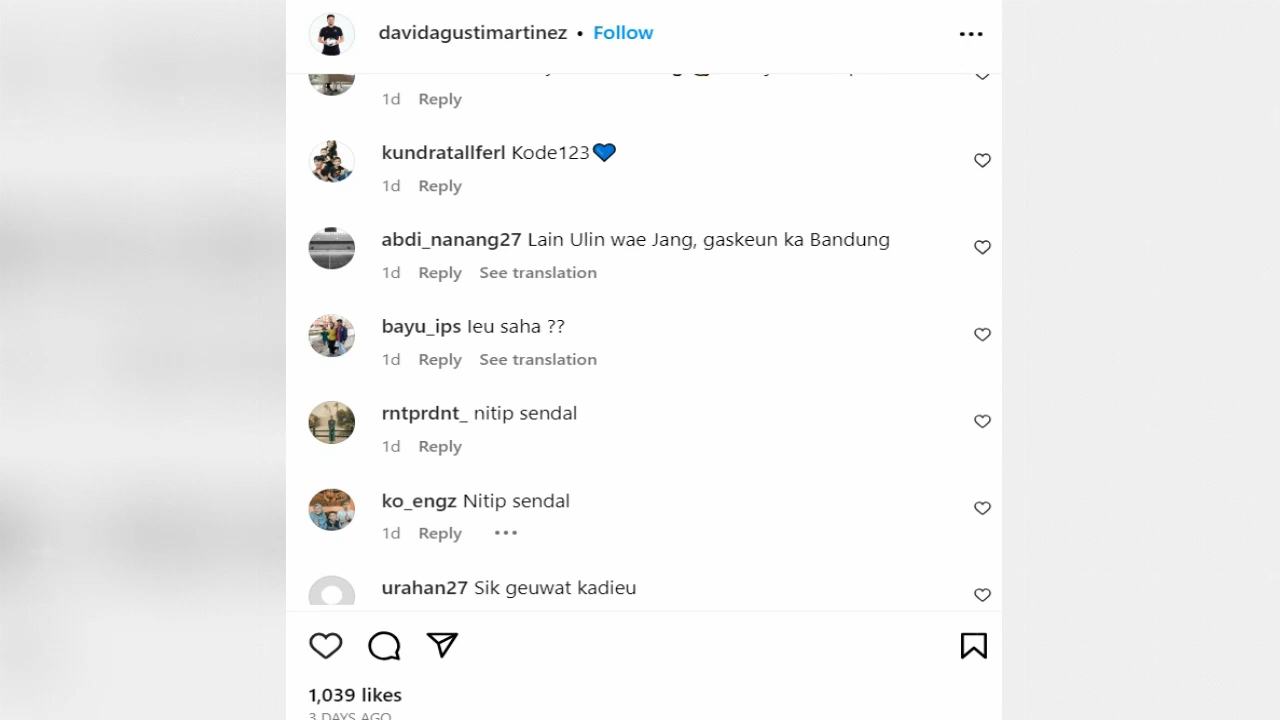 davidagustimartinez • Follow
1d Reply
kundratallferl Kode123💙
1d Reply
abdi_nanang27 Lain Ulin wae Jang, gaskeun ka Bandung
1d Reply See translation
bayu_ips Ieu saha ??
1d Reply See translation
rntprdnt_ nitip sendal
1d Reply
ko_engz Nitip sendal
1d Reply
urahan27 Sik geuwat kadieu
1,039 likes
3 DAYS AGO